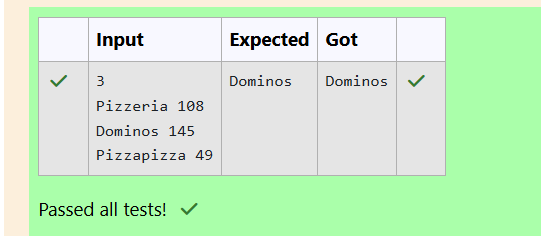 Input Expected Got
3 Dominos Dominos
Pizzeria 108
Dominos 145
Pizzapizza 49
Passed all tests!